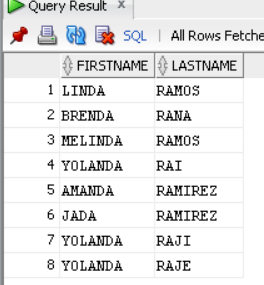 Query Result x
SQL | All Rows Fetche
FIRSTNAME LASTNAME
1 LINDA RAMOS
2 BRENDA RANA
3 MELINDA RAMOS
4 YOLANDA RAI
5 AMANDA RAMIREZ
6 JADA RAMIREZ
7 YOLANDA RAJI
8 YOLANDA RAJE